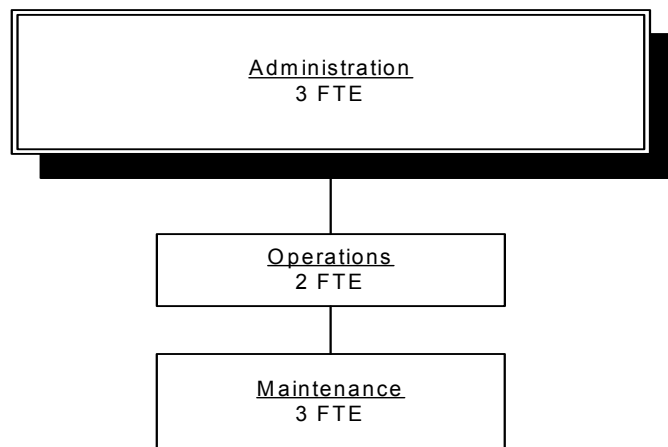 Administration
3 FTE
Operations
2 FTE
Maintenance
3 FTE